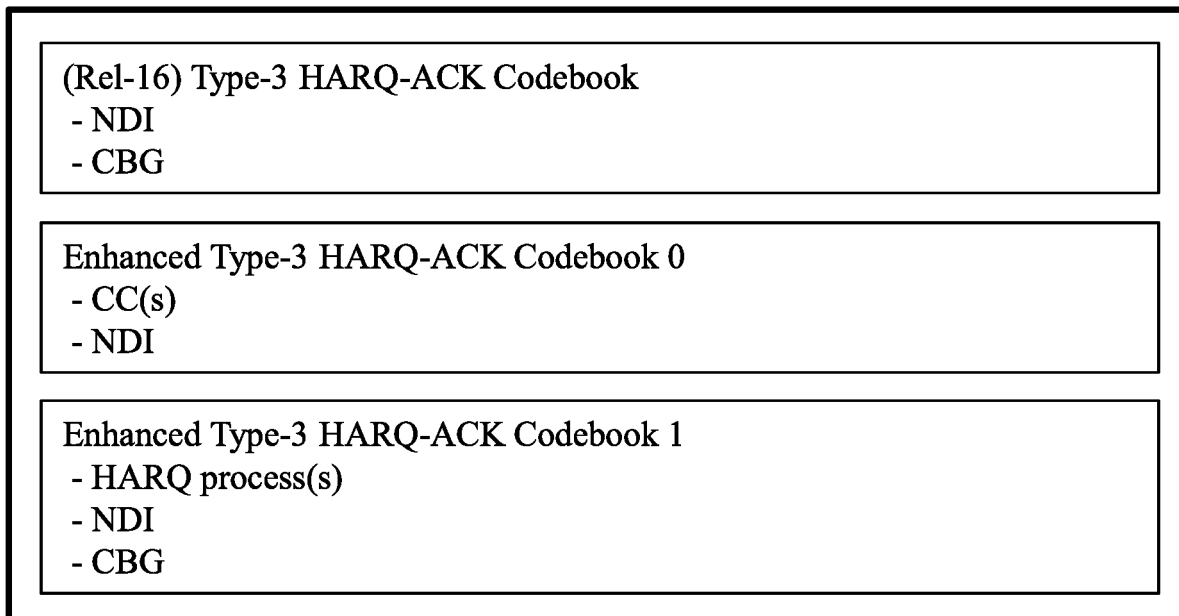 (Rel-16) Type-3 HARQ-ACK Codebook
- NDI
- CBG
Enhanced Type-3 HARQ-ACK Codebook 0
- CC(s)
- NDI
Enhanced Type-3 HARQ-ACK Codebook 1
- HARQ process(s)
- NDI
- CBG